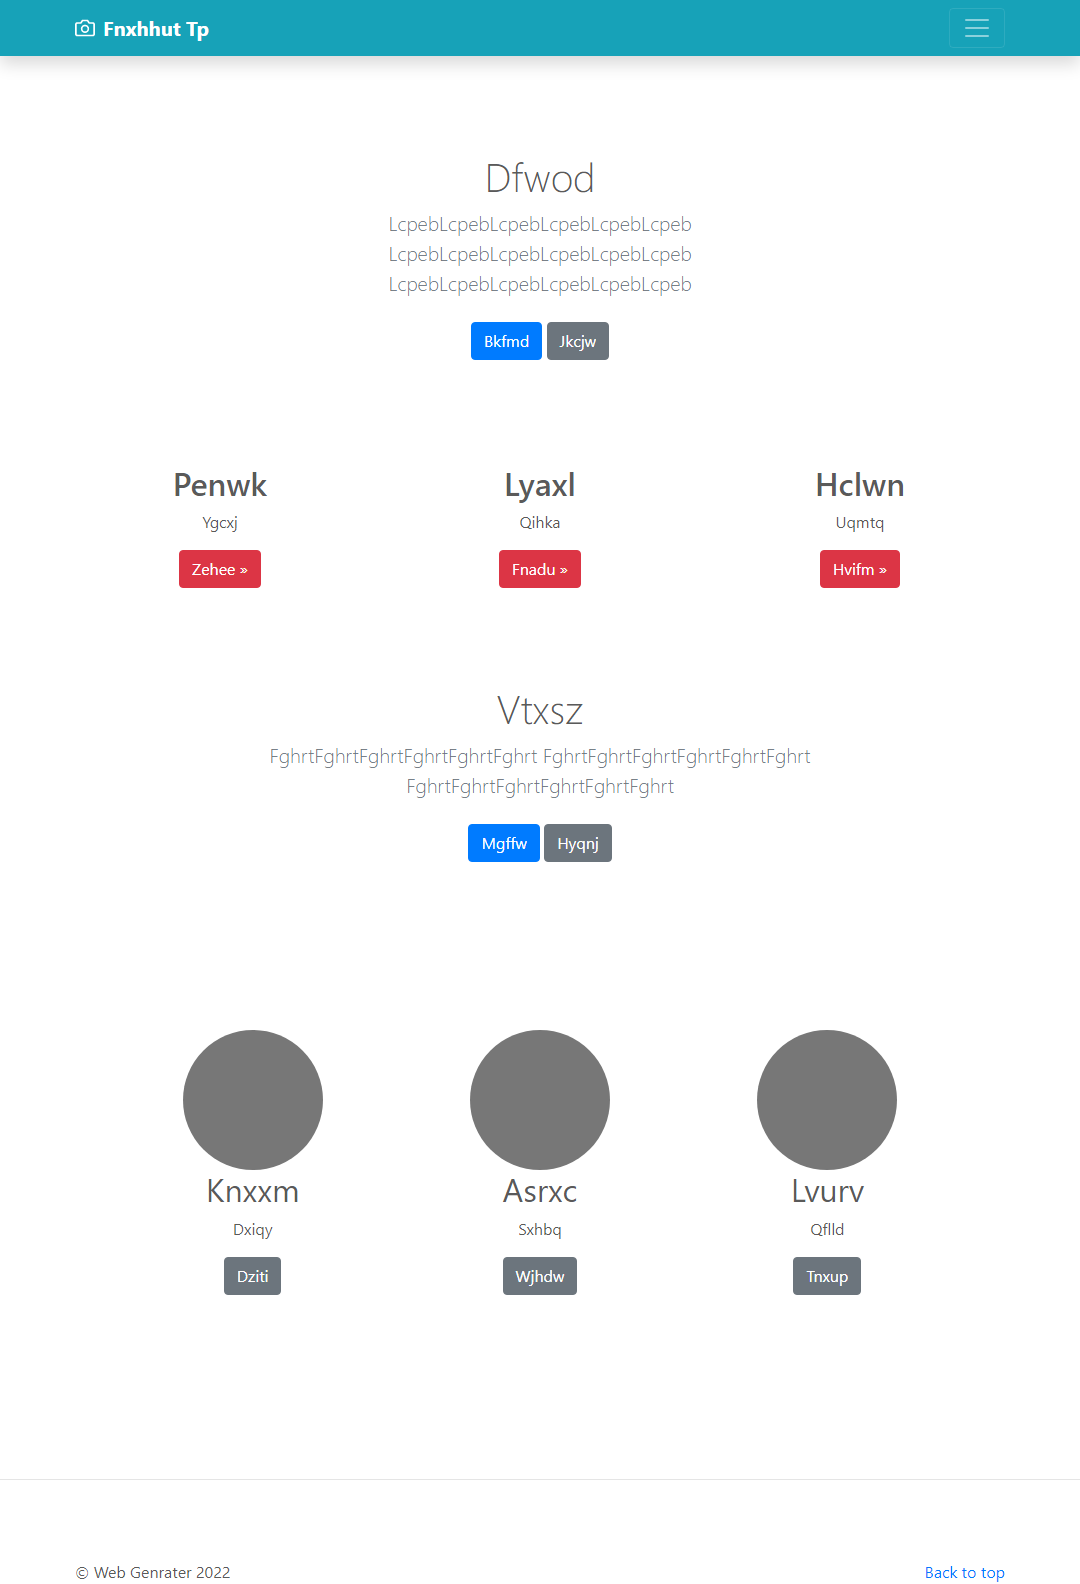 Fnxhhut Tp
Dfwod
LcpebLcpebLcpebLcpebLcpebLcpeb
LcpebLcpebLcpebLcpebLcpebLcpeb
LcpebLcpebLcpebLcpebLcpebLcpeb
Bkfmd Jkcjw
Penwk Lyaxl Hclwn
Ygcxj Qihka Uqmtq
Zehee » Fnadu » Hvifm »
Vtxsz
FghrtFghrtFghrtFghrtFghrtFghrt FghrtFghrtFghrtFghrtFghrtFghrt
FghrtFghrtFghrtFghrtFghrtFghrt
Mgffw Hyqnj
Knxxm Asrxc Lvurv
Dxiqy Sxhbq Qflld
Dziti Wjhdw Tnxup
© Web Genrater 2022 Back to top